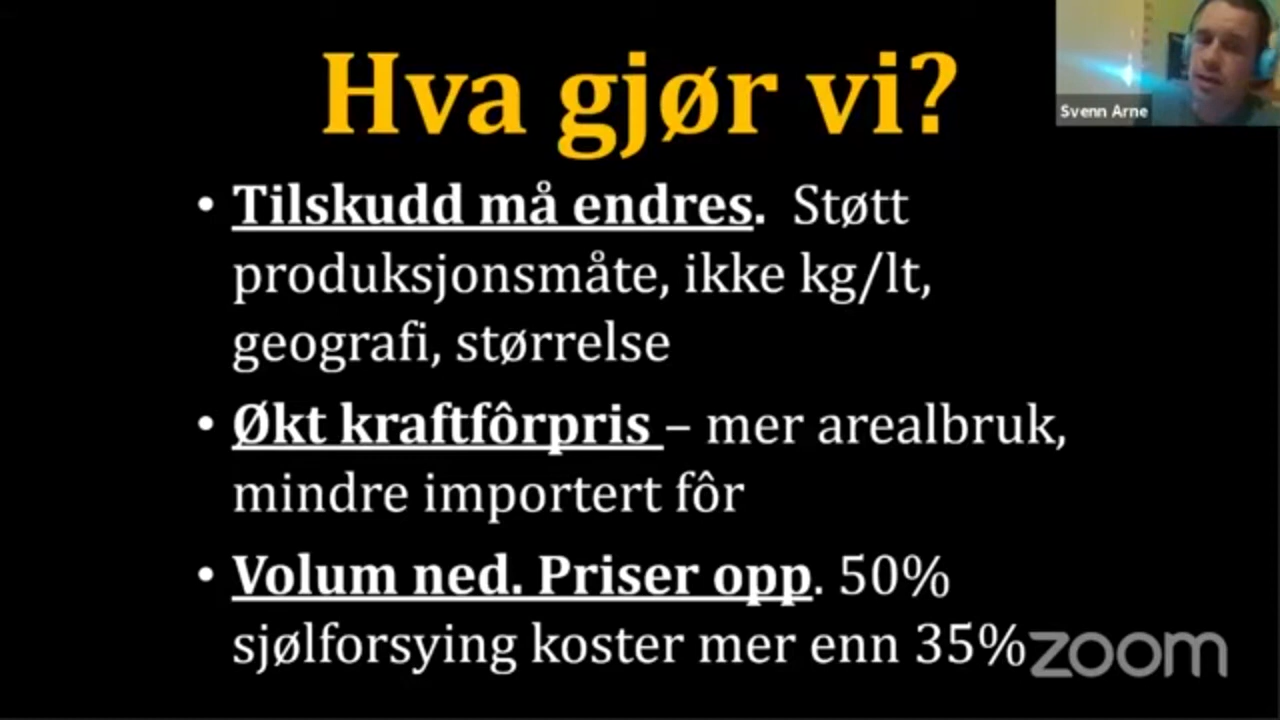 Hva gjør vi?
Svenn Arne
• Tilskudd må endres. Støtt
produksjonsmåte, ikke kg/lt,
geografi, størrelse
• Økt kraftfôrpris – mer arealbruk,
mindre importert fôr
• Volum ned. Priser opp. 50%
sjølforsying koster mer enn 35%
zoom